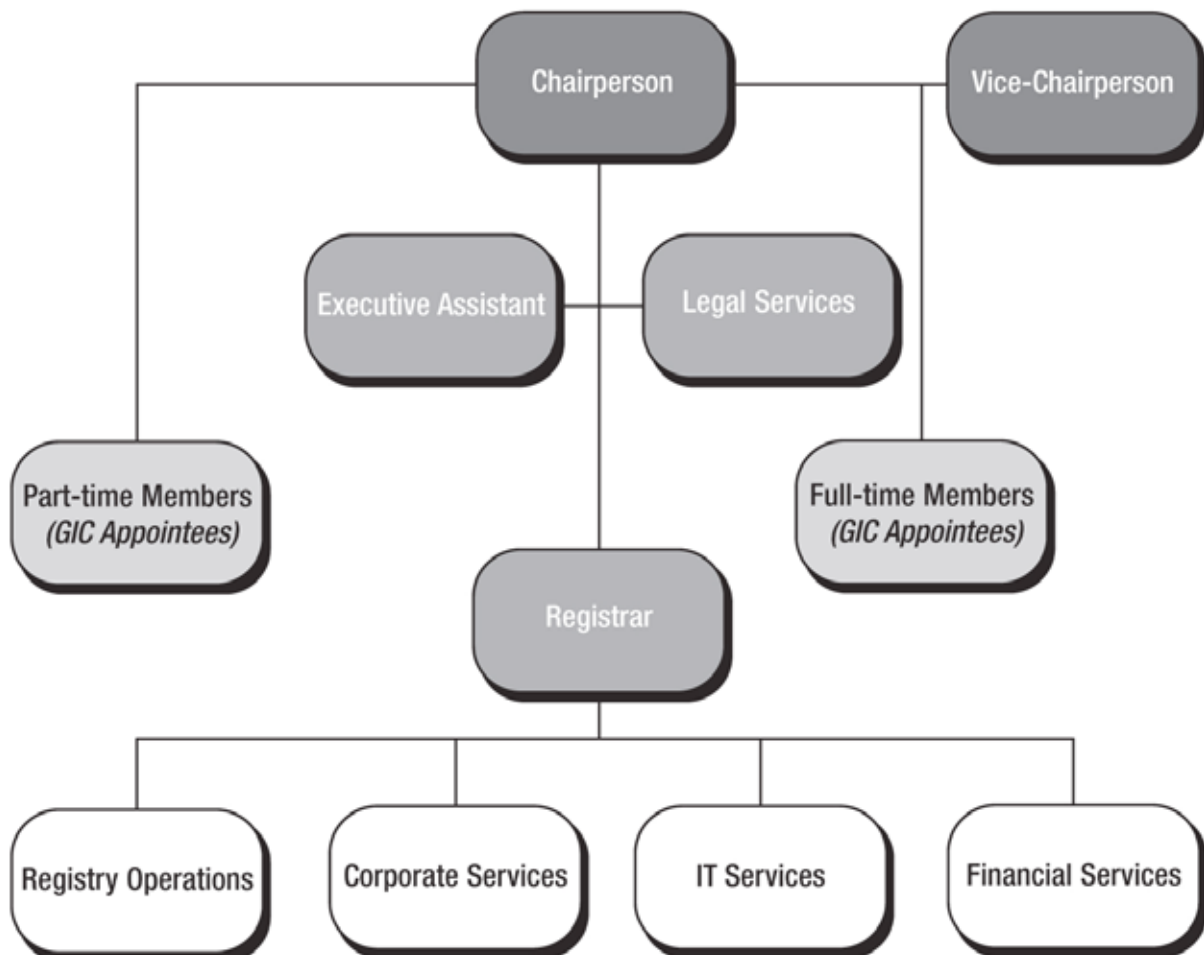 Chairperson
Vice-Chairperson
Executive Assistant
Legal Services
Part-time Members
(GIC Appointees)
Full-time Members
(GIC Appointees)
Registrar
Registry Operations
Corporate Services
IT Services
Financial Services